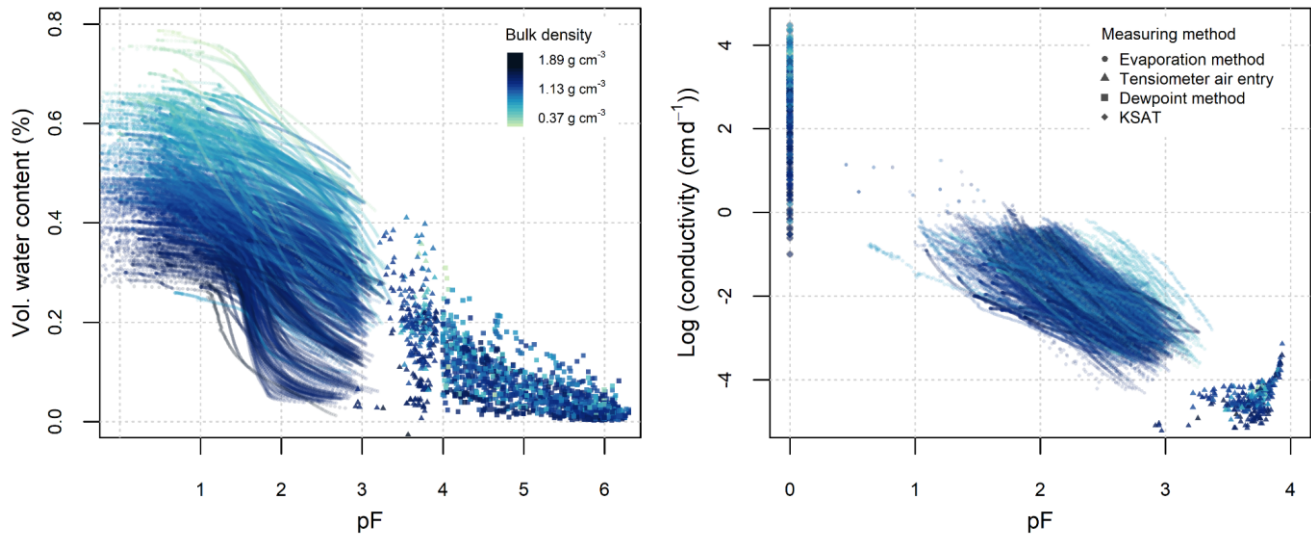 0.8
0.6
0.4
0.2
0.0
Vol. water content (%)
1 2 3 4 5 6
pF
Bulk density
1.89 g cm⁻³
1.13 g cm⁻³
0.37 g cm⁻³
4
2
0
-2
-4
Log (conductivity (cm d⁻¹))
0 1 2 3 4
pF
Measuring method
Evaporation method
Tensiometer air entry
Dewpoint method
KSAT